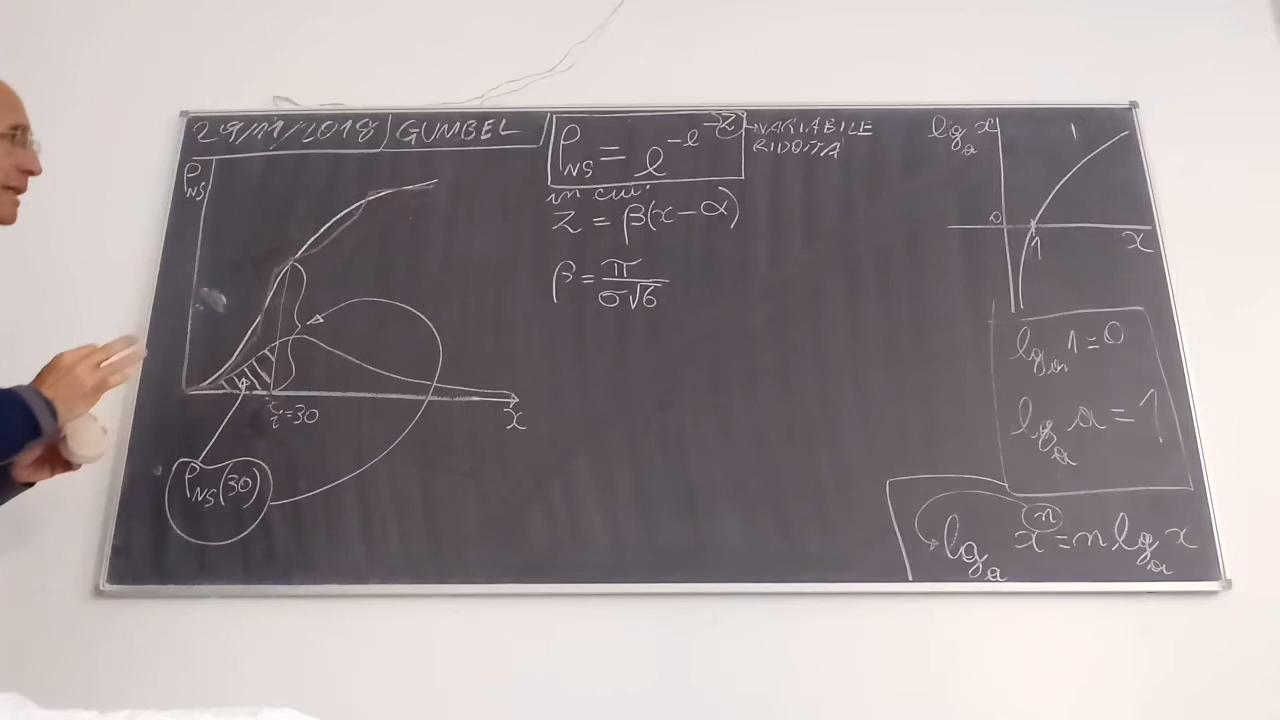 29/11/2018 GUMBEL
P_NS
x
i=30
P_NS(30)
P_NS = e^-e^-Z
VARIABILE
RIDOTTA
in cui:
Z = β(x-α)
β = π/σ√6
lg_a x
1
0
1
x
lg_a 1=0
lg_a a=1
lg_a x^n = n lg_a x